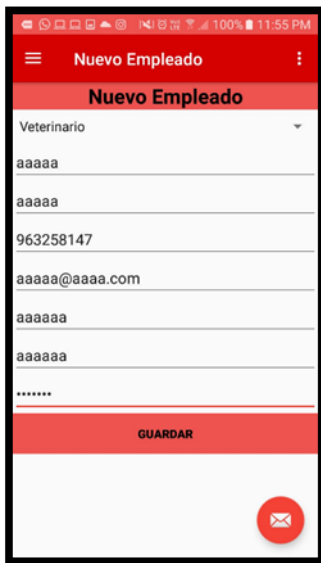 100% 11:55 PM
Nuevo Empleado
Nuevo Empleado
Veterinario
aaaaa
aaaaa
963258147
aaaaa@aaaa.com
aaaaaa
aaaaaa
•••••••
GUARDAR